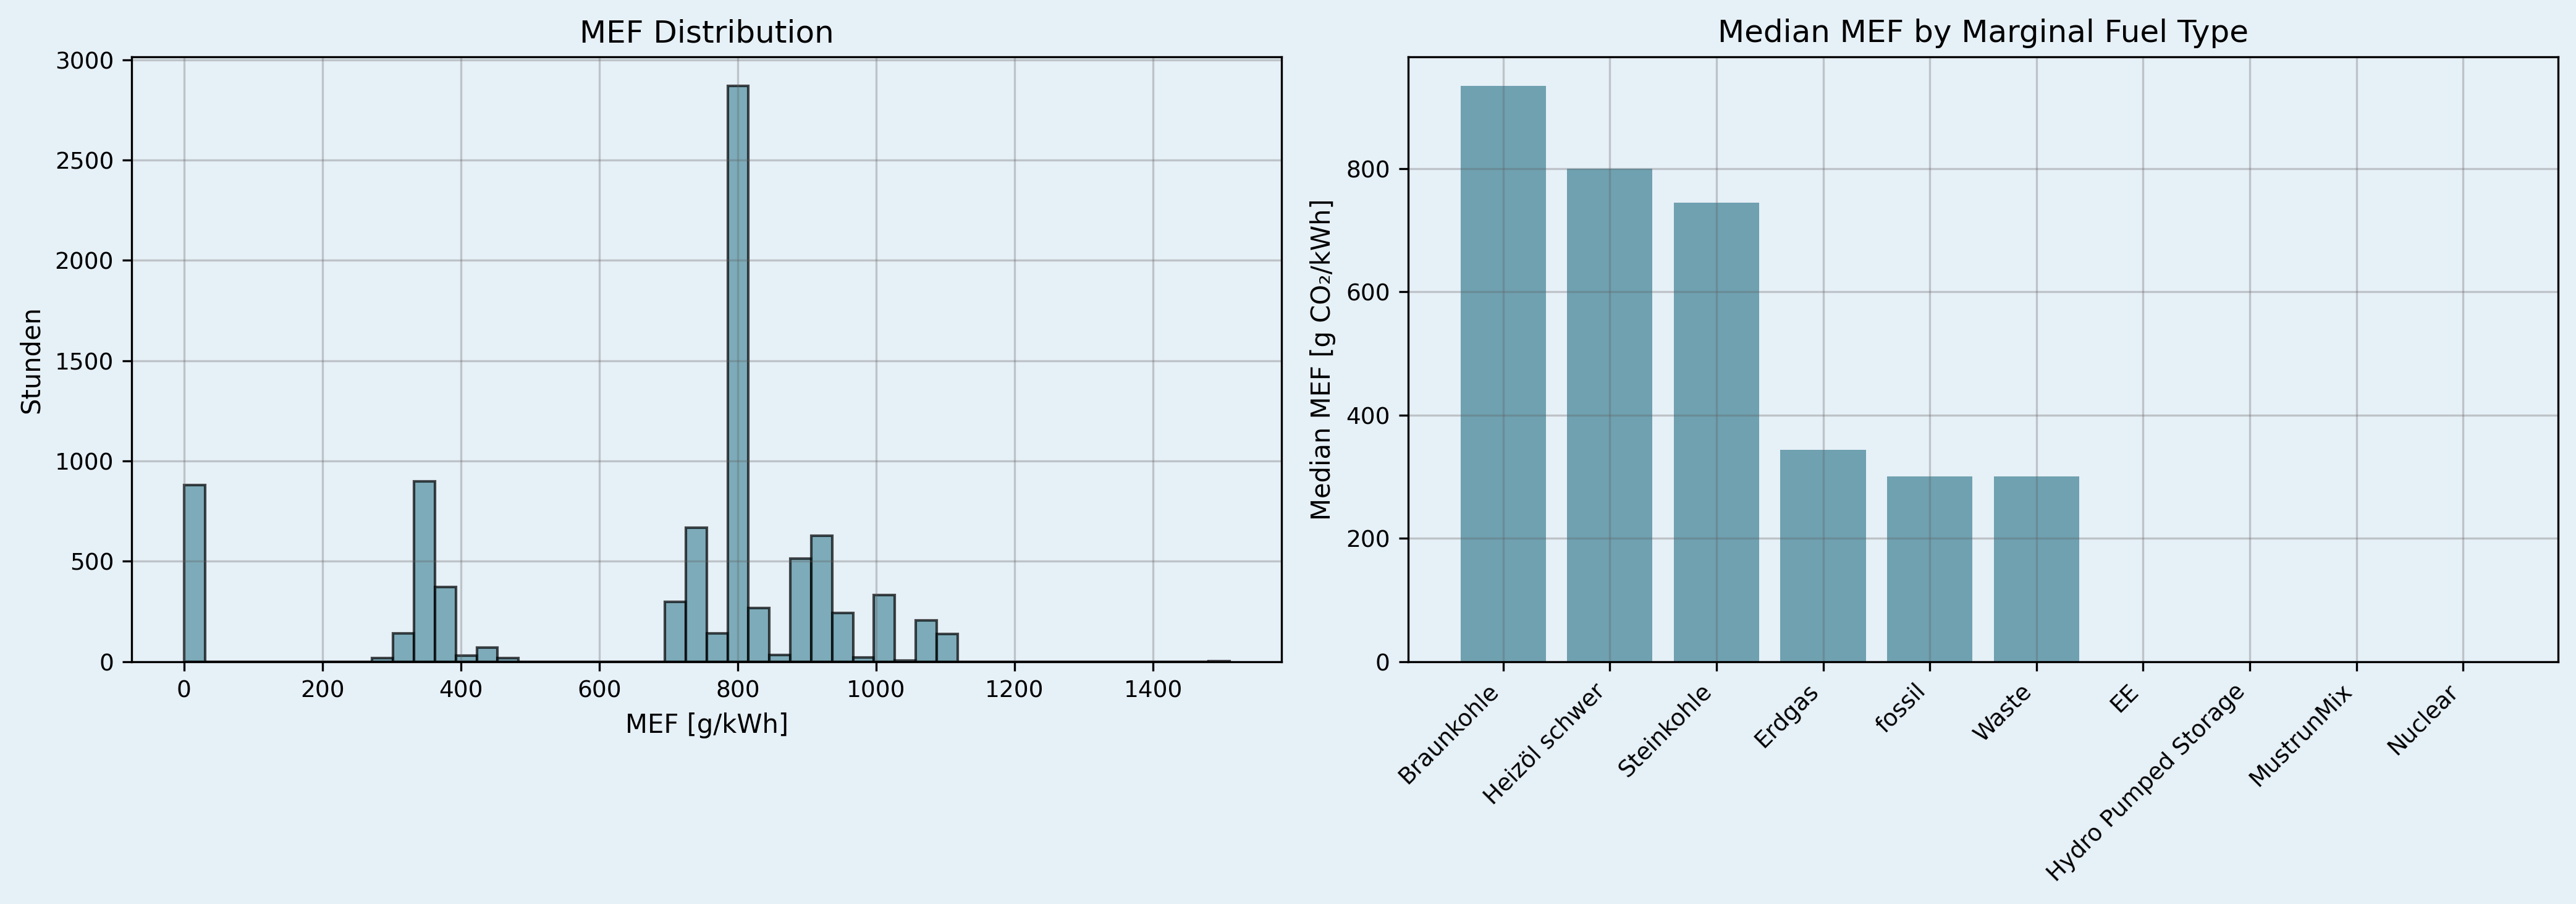 MEF Distribution
3000
2500
2000
1500
1000
500
0
Stunden
0 200 400 600 800 1000 1200 1400
MEF [g/kWh]
Median MEF by Marginal Fuel Type
800
600
400
200
0
Median MEF [g CO₂/kWh]
Braunkohle
Heizöl schwer
Steinkohle
Erdgas
fossil
Waste
EE
Hydro Pumped Storage
MustrunMix
Nuclear